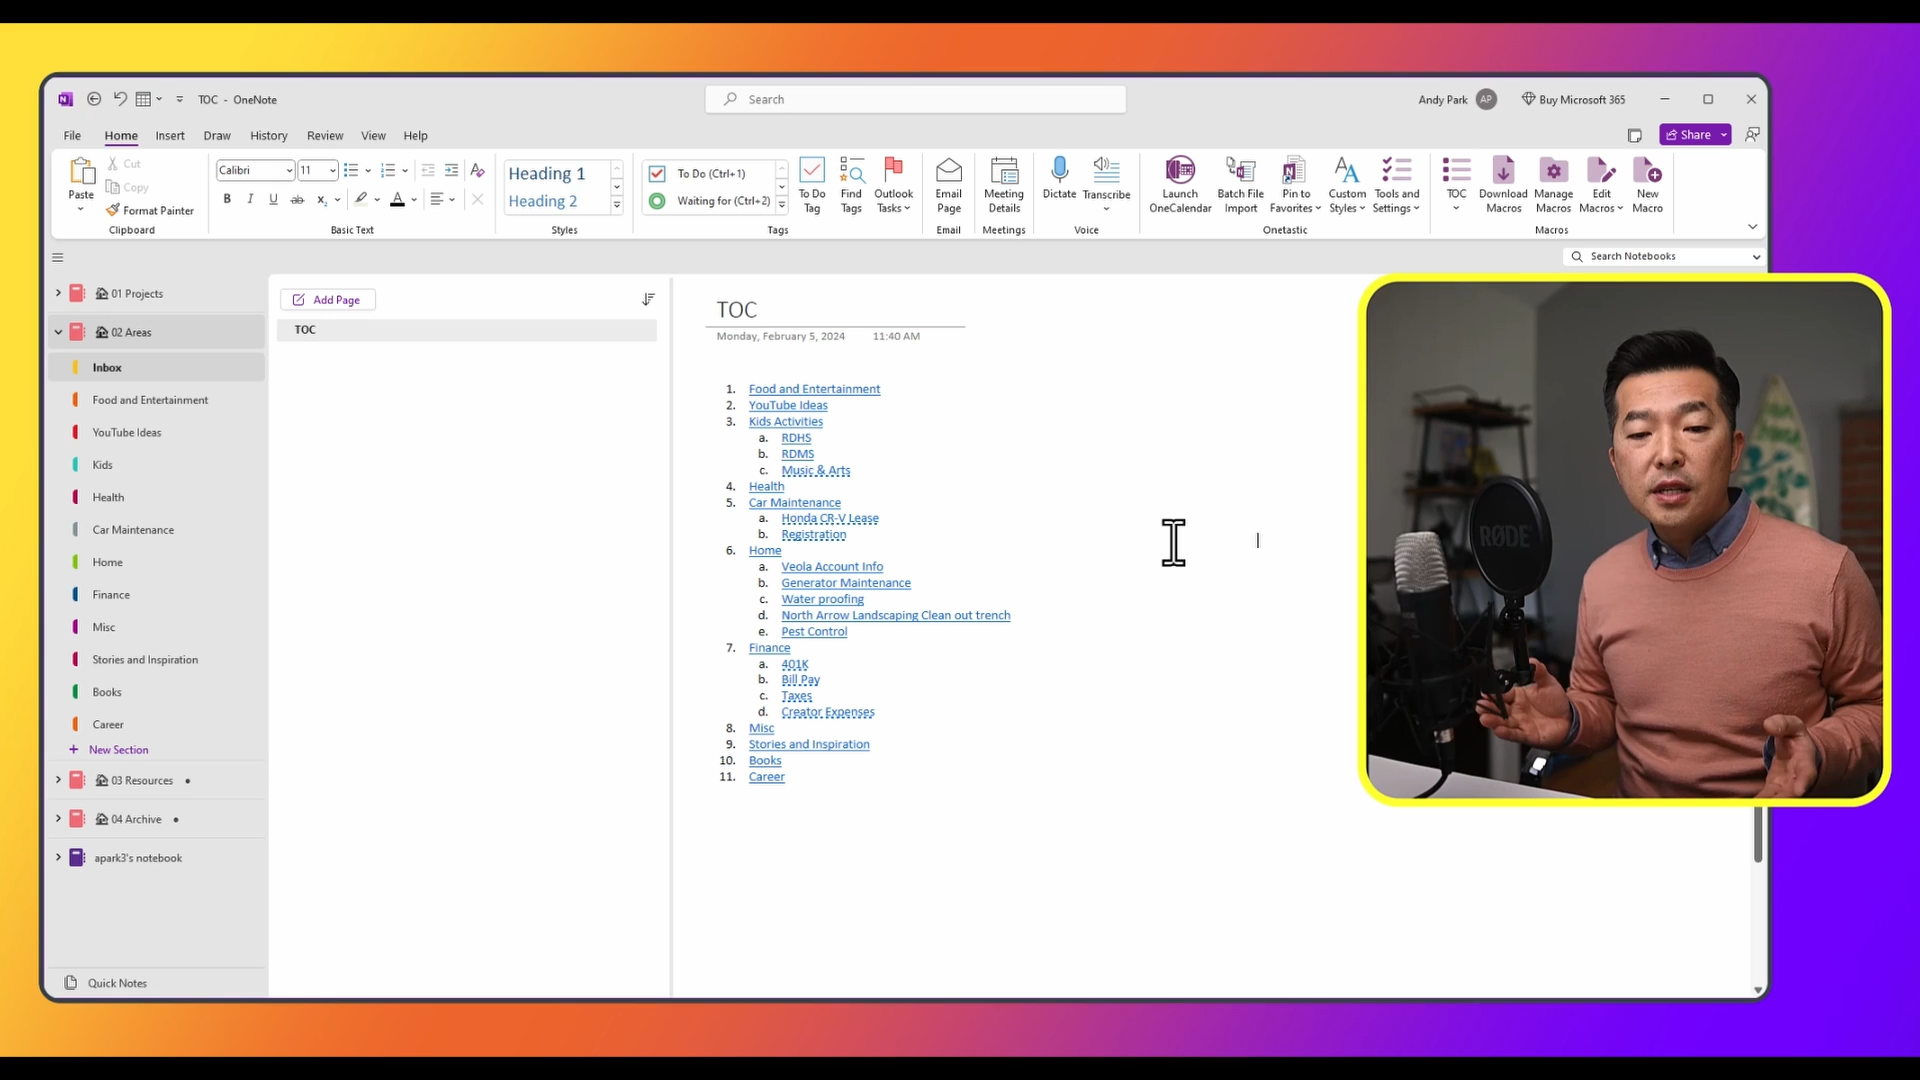 TOC - OneNote
Search
Andy Park
AP
Buy Microsoft 365
File
Home
Insert
Draw
History
Review
View
Help
Share
Paste
Cut
Copy
Format Painter
Clipboard
Calibri
11
Basic Text
Heading 1
Heading 2
Styles
To Do (Ctrl+1)
Waiting for (Ctrl+2)
To Do
Tag
Find
Tags
Outlook
Tasks
Tags
Email
Page
Email
Meeting
Details
Meetings
Dictate
Transcribe
Voice
Launch
OneCalendar
Batch File
Import
Pin to
Favorites
Custom
Styles
Tools and
Settings
Onetastic
TOC
Download
Macros
Manage
Macros
Edit
Macros
New
Macro
Macros
Search Notebooks
01 Projects
02 Areas
Inbox
Food and Entertainment
YouTube Ideas
Kids
Health
Car Maintenance
Home
Finance
Misc
Stories and Inspiration
Books
Career
+ New Section
03 Resources
04 Archive
apark3's notebook
Quick Notes
Add Page
TOC
TOC
Monday, February 5, 2024 11:40 AM
1. Food and Entertainment
2. YouTube Ideas
3. Kids Activities
a. RDHS
b. RDMS
c. Music & Arts
4. Health
5. Car Maintenance
a. Honda CR-V Lease
b. Registration
6. Home
a. Veola Account Info
b. Generator Maintenance
c. Water proofing
d. North Arrow Landscaping Clean out trench
e. Pest Control
7. Finance
a. 401K
b. Bill Pay
c. Taxes
d. Creator Expenses
8. Misc
9. Stories and Inspiration
10. Books
11. Career
RØDE